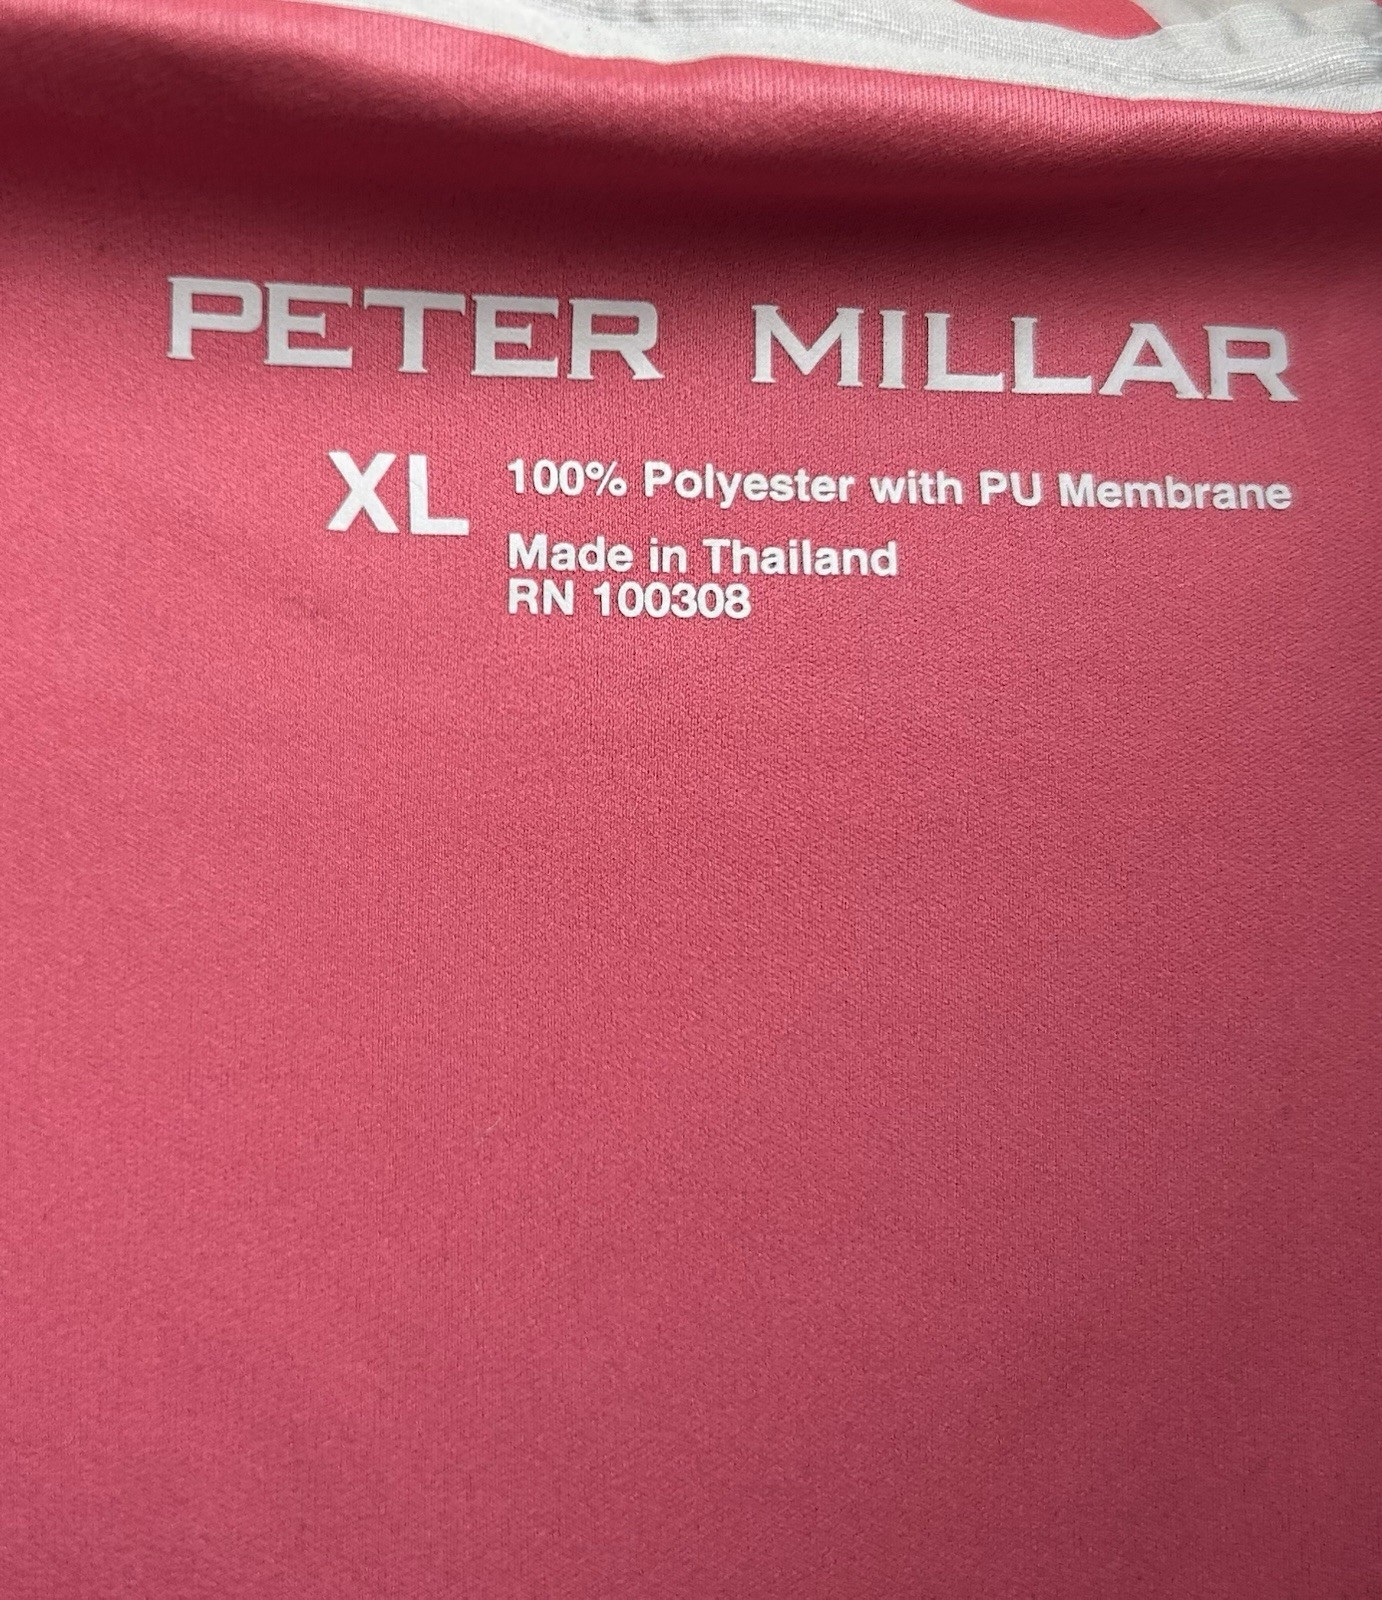 PETER MILLAR
XL 100% Polyester with PU Membrane
Made in Thailand
RN 100308